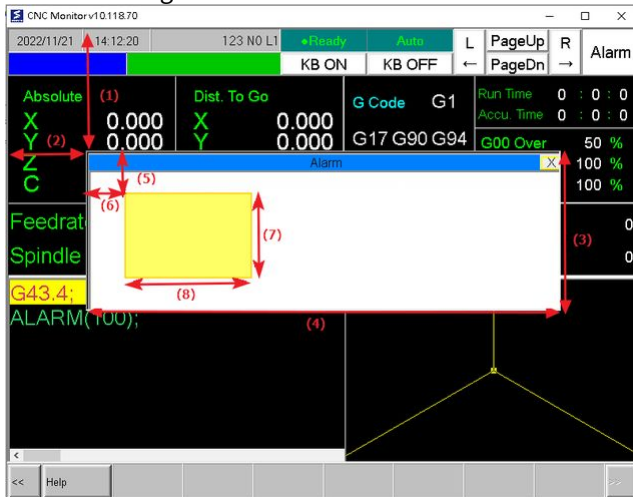 CNC Monitor v10.118.70
2022/11/21 14:12:20 123 N0 L1 ●Ready Auto L PageUp R Alarm
KB ON KB OFF ← PageDn →
Absolute (1) Dist. To Go G Code G1 Run Time 0 : 0 : 0
X 0.000 X 0.000 Accu. Time 0 : 0 : 0
Y (2) 0.000 Y 0.000 G17 G90 G94 G00 Over 50 %
Z Alarm X 100 %
C (5) 100 %
(6)
Feedrat 0
(7) (3)
Spindle 0
G43.4; (8)
ALARM(100); (4)
<
<< Help >>